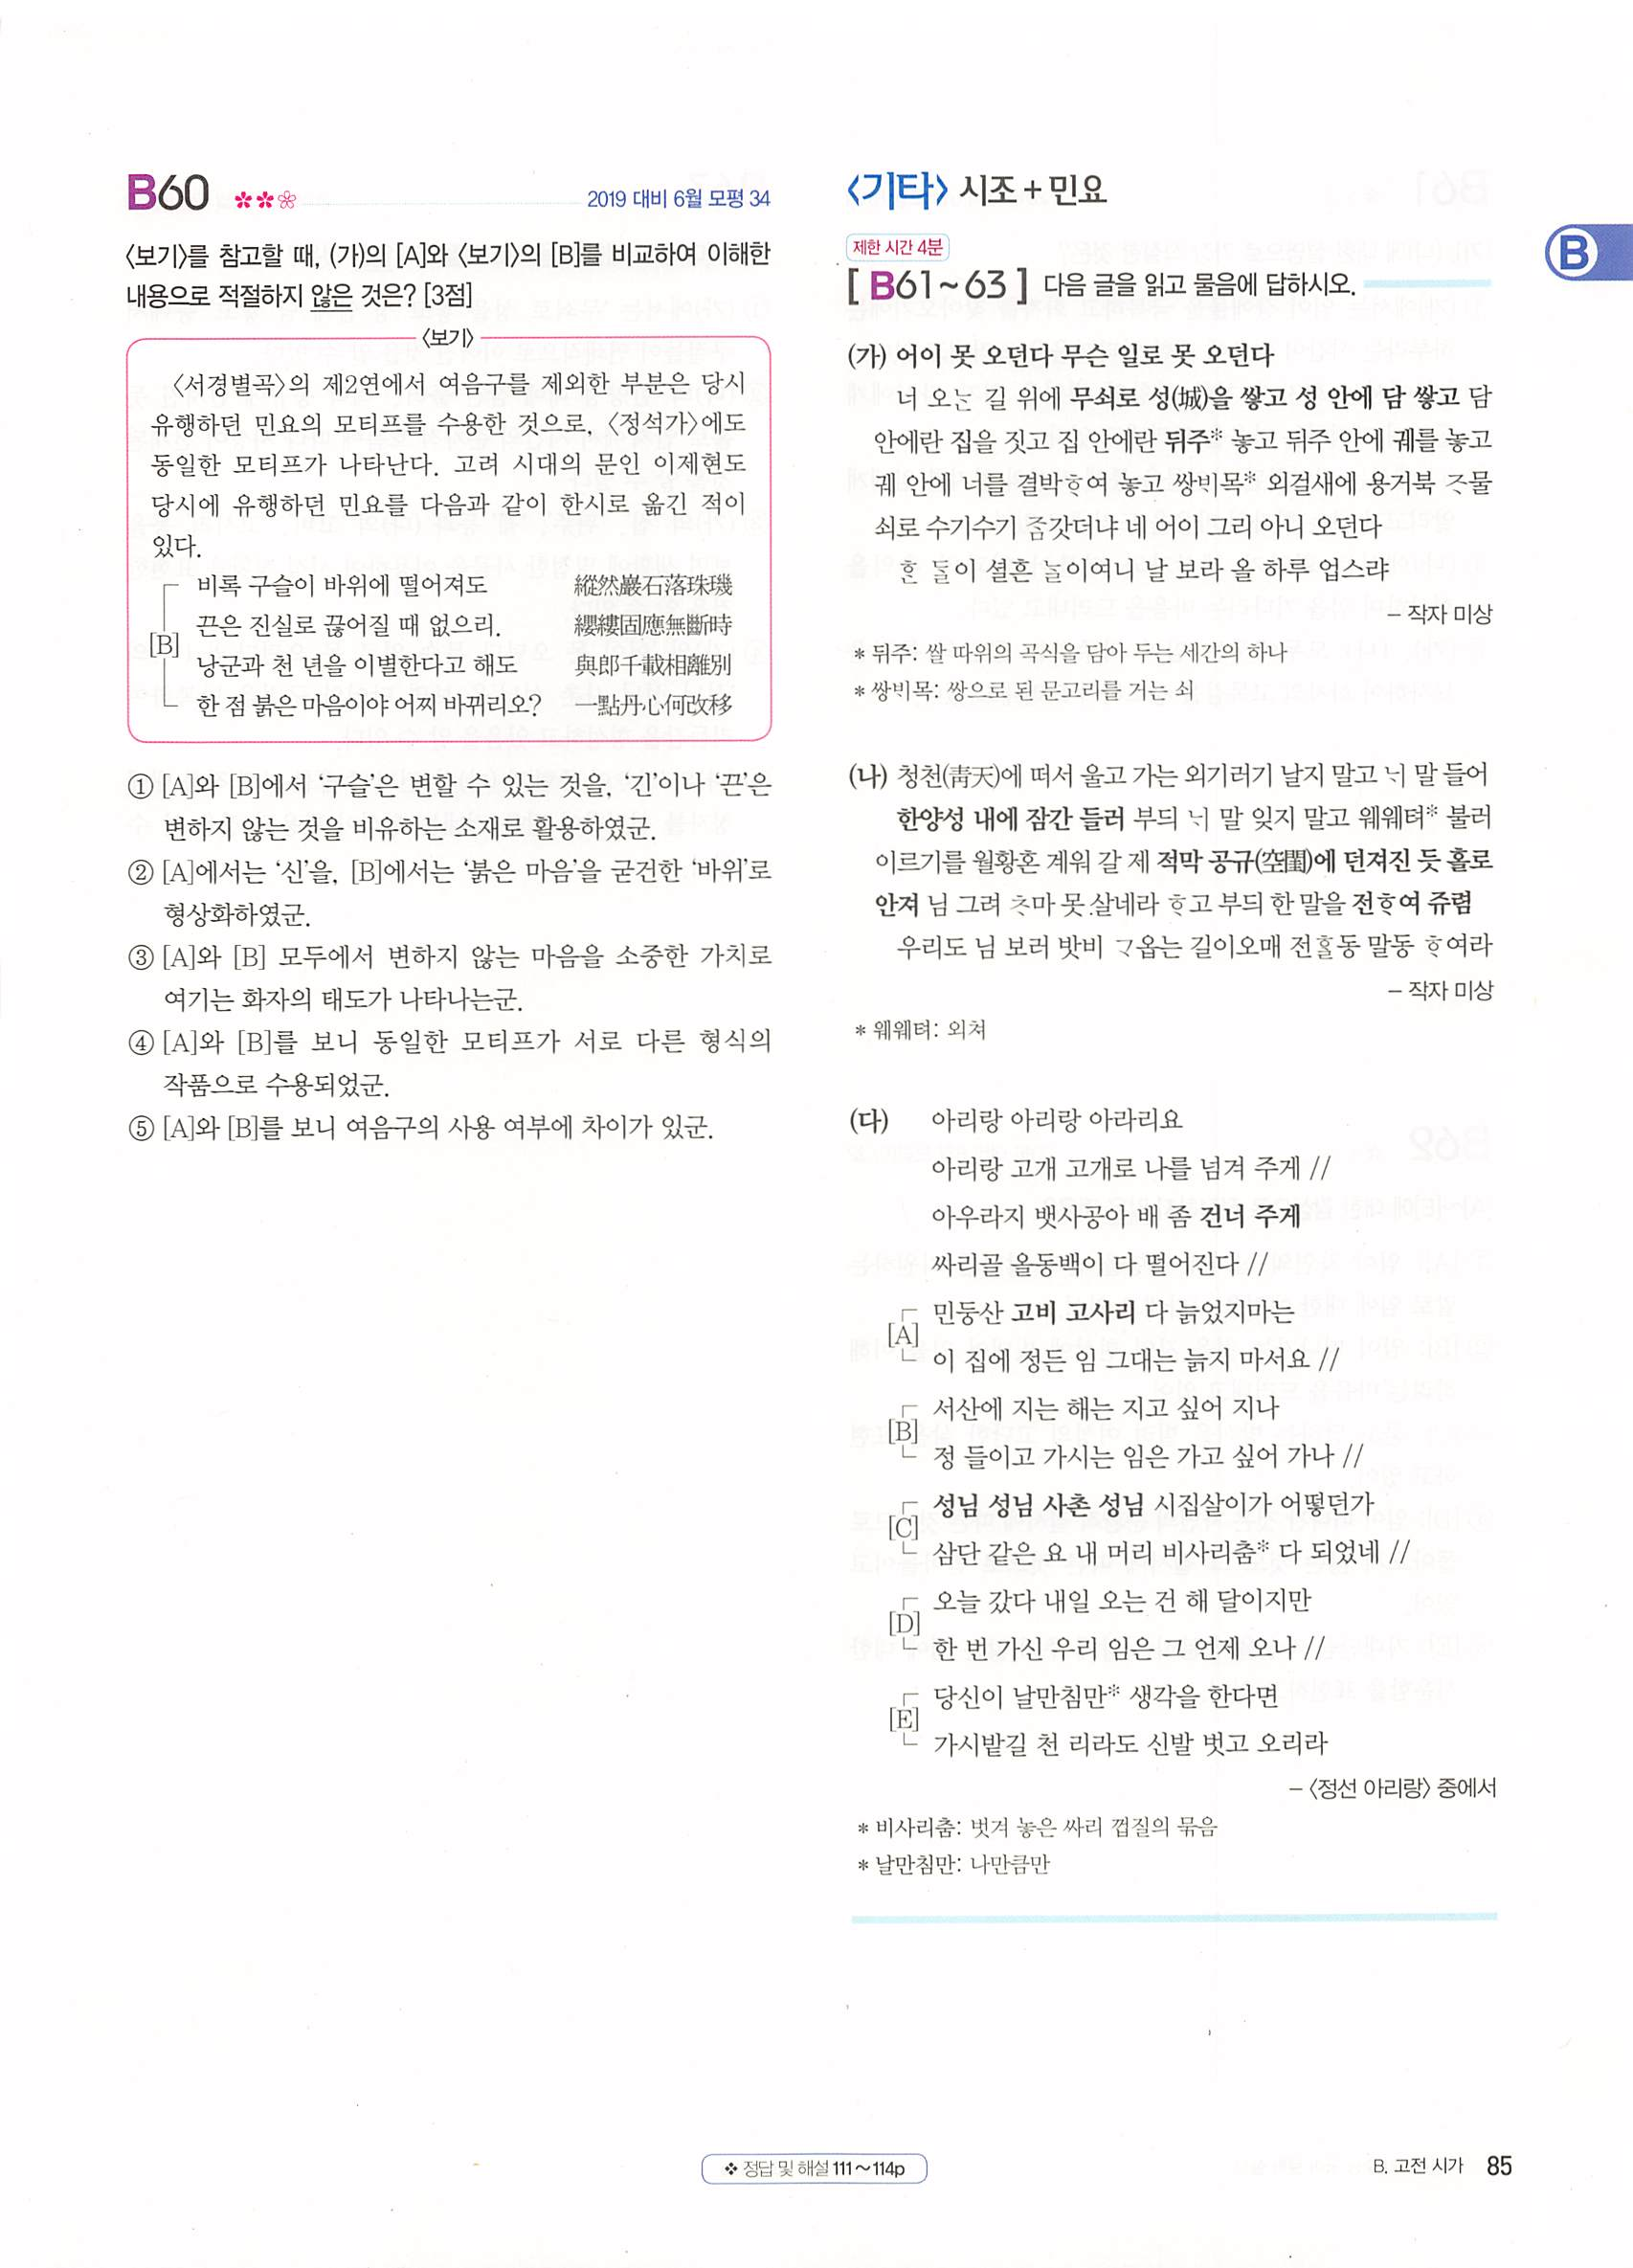 B60
2019 대비 6월 모평 34
〈보기〉를 참고할 때, (가)의 [A]와 〈보기〉의 [B]를 비교하여 이해한
내용으로 적절하지 않은 것은? [3점]
〈보기〉
〈서경별곡〉의 제2연에서 여음구를 제외한 부분은 당시
유행하던 민요의 모티프를 수용한 것으로, 〈정석가〉에도
동일한 모티프가 나타난다. 고려 시대의 문인 이제현도
당시에 유행하던 민요를 다음과 같이 한시로 옮긴 적이
있다.
비록 구슬이 바위에 떨어져도 縱然巖石落珠璣
끈은 진실로 끊어질 때 없으리. 纓縷固應無斷時
[B]
낭군과 천 년을 이별한다고 해도 與郎千載相離別
한 점 붉은 마음이야 어찌 바뀌리오? 一點丹心何改移
① [A]와 [B]에서 ‘구슬’은 변할 수 있는 것을, ‘긴’이나 ‘끈’은
변하지 않는 것을 비유하는 소재로 활용하였군.
② [A]에서는 ‘신’을, [B]에서는 ‘붉은 마음’을 굳건한 ‘바위’로
형상화하였군.
③ [A]와 [B] 모두에서 변하지 않는 마음을 소중한 가치로
여기는 화자의 태도가 나타나는군.
④ [A]와 [B]를 보니 동일한 모티프가 서로 다른 형식의
작품으로 수용되었군.
⑤ [A]와 [B]를 보니 여음구의 사용 여부에 차이가 있군.
〈기타〉 시조 + 민요
B
제한 시간 4분
[ B61~63 ] 다음 글을 읽고 물음에 답하시오.
(가) 어이 못 오던다 무슨 일로 못 오던다
너 오ᄂᆞᆫ 길 위에 무쇠로 성(城)을 쌓고 성 안에 담 쌓고 담
안에란 집을 짓고 집 안에란 뒤주* 놓고 뒤주 안에 궤를 놓고
궤 안에 너를 결박ᄒᆞ여 놓고 쌍ᄇᆡ목* 외걸새에 용거북 ᄌᆞ물
쇠로 수기수기 ᄌᆞᆷ갓더냐 네 어이 그리 아니 오던다
ᄒᆞᆫ ᄃᆞᆯ이 셜흔 ᄂᆞᆯ이여니 날 보라 올 하루 업스랴
– 작자 미상
* 뒤주: 쌀 따위의 곡식을 담아 두는 세간의 하나
* 쌍ᄇᆡ목: 쌍으로 된 문고리를 거는 쇠
(나) 청천(靑天)에 떠서 울고 가는 외기러기 날지 말고 ᄂᆡ 말 들어
한양성 내에 잠간 들러 부듸 ᄂᆡ 말 잊지 말고 웨웨텨* 불러
이르기를 월황혼 계워 갈 제 적막 공규(空閨)에 던져진 듯 홀로
안져 님 그려 ᄎᆞ마 못 살네라 ᄒᆞ고 부듸 한 말을 전ᄒᆞ여 쥬렴
우리도 님 보러 밧비 ᄀᆞ옵는 길이오매 전ᄒᆞᆯ동 말동 ᄒᆞ여라
– 작자 미상
* 웨웨텨: 외쳐
(다) 아리랑 아리랑 아라리요
아리랑 고개 고개로 나를 넘겨 주게 //
아우라지 뱃사공아 배 좀 건너 주게
싸리골 올동백이 다 떨어진다 //
민둥산 고비 고사리 다 늙었지마는
[A]
이 집에 정든 임 그대는 늙지 마서요 //
서산에 지는 해는 지고 싶어 지나
[B]
정 들이고 가시는 임은 가고 싶어 가나 //
성님 성님 사촌 성님 시집살이가 어떻던가
[C]
삼단 같은 요 내 머리 비사리춤* 다 되었네 //
오늘 갔다 내일 오는 건 해 달이지만
[D]
한 번 가신 우리 임은 그 언제 오나 //
당신이 날만침만* 생각을 한다면
[E]
가시밭길 천 리라도 신발 벗고 오리라
– 〈정선 아리랑〉 중에서
* 비사리춤: 벗겨 놓은 싸리 껍질의 묶음
* 날만침만: 나만큼만
❖ 정답 및 해설 111~114p
B. 고전 시가 85